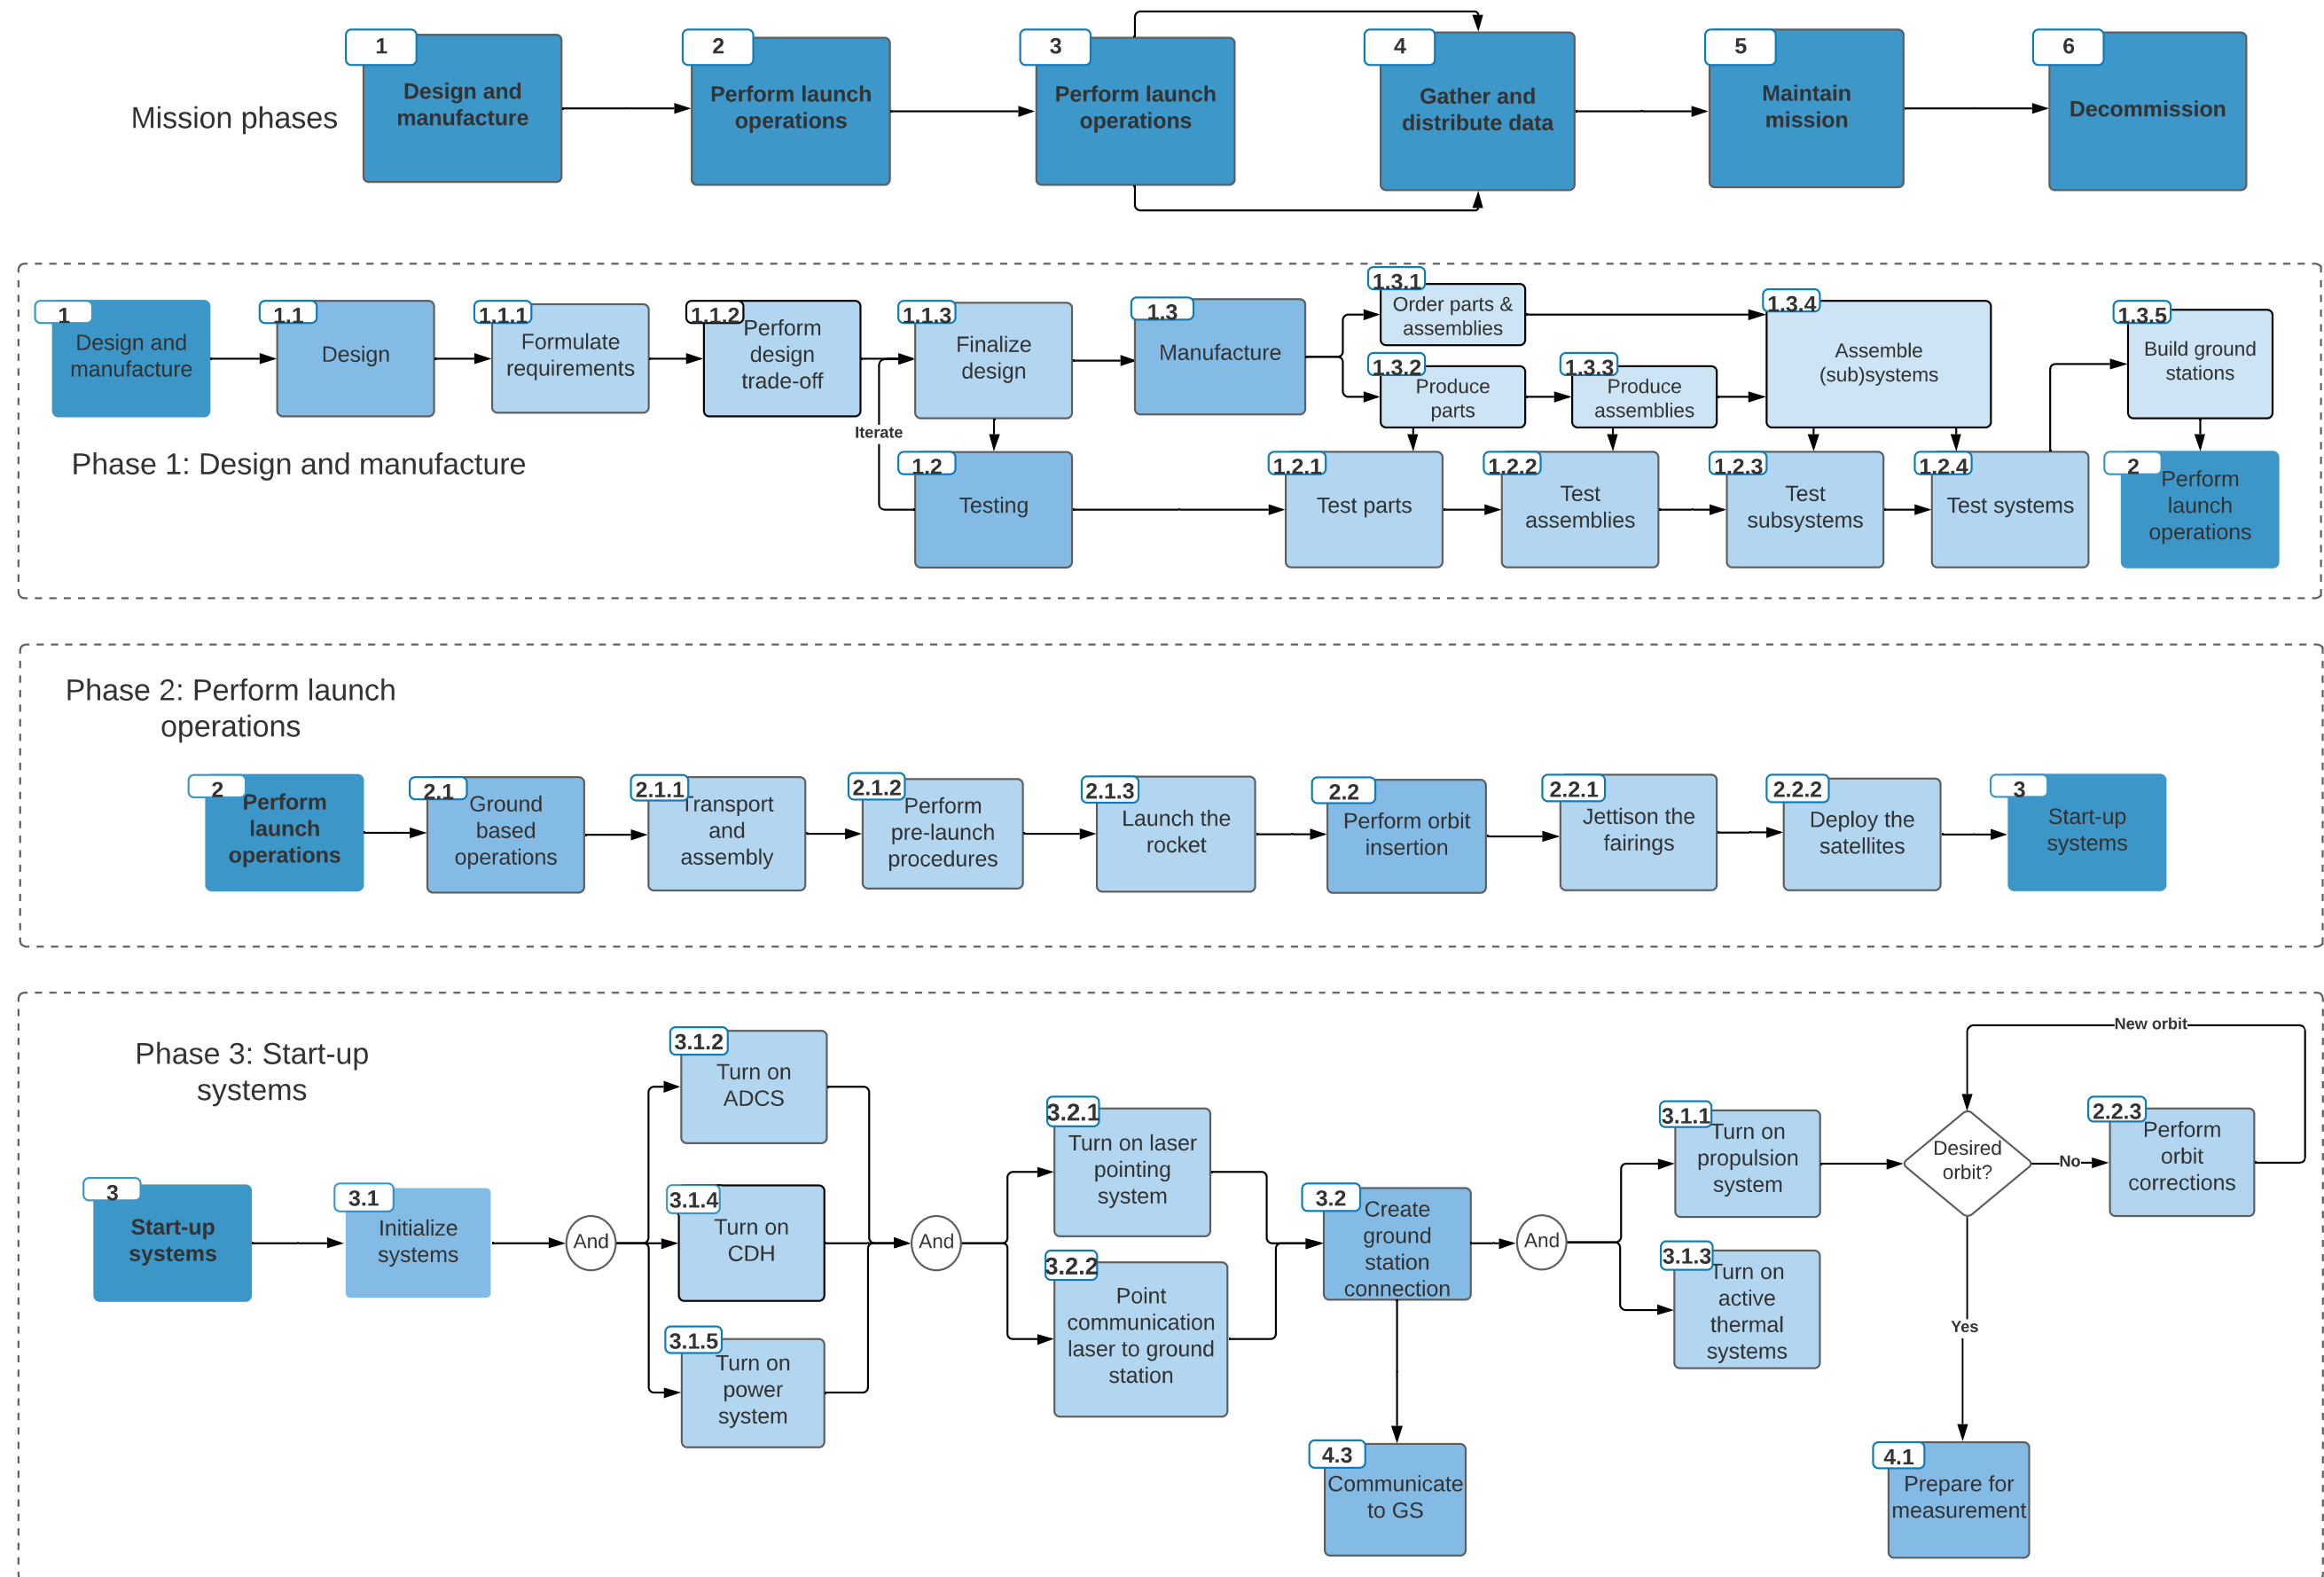 Mission phases
1
Design and
manufacture
2
Perform launch
operations
3
Perform launch
operations
4
Gather and
distribute data
5
Maintain
mission
6
Decommission
1
Design and
manufacture
1.1
Design
1.1.1
Formulate
requirements
1.1.2
Perform
design
trade-off
1.1.3
Finalize
design
1.3
Manufacture
1.3.1
Order parts &
assemblies
1.3.2
Produce
parts
1.3.3
Produce
assemblies
1.3.4
Assemble
(sub)systems
1.3.5
Build ground
stations
Iterate
Phase 1: Design and manufacture
1.2
Testing
1.2.1
Test parts
1.2.2
Test
assemblies
1.2.3
Test
subsystems
1.2.4
Test systems
2
Perform
launch
operations
Phase 2: Perform launch
operations
2
Perform
launch
operations
2.1
Ground
based
operations
2.1.1
Transport
and
assembly
2.1.2
Perform
pre-launch
procedures
2.1.3
Launch the
rocket
2.2
Perform orbit
insertion
2.2.1
Jettison the
fairings
2.2.2
Deploy the
satellites
3
Start-up
systems
Phase 3: Start-up
systems
3
Start-up
systems
3.1
Initialize
systems
And
3.1.2
Turn on
ADCS
3.1.4
Turn on
CDH
3.1.5
Turn on
power
system
And
3.2.1
Turn on laser
pointing
system
3.2.2
Point
communication
laser to ground
station
3.2
Create
ground
station
connection
4.3
Communicate
to GS
And
3.1.1
Turn on
propulsion
system
3.1.3
Turn on
active
thermal
systems
New orbit
Desired
orbit?
No
2.2.3
Perform
orbit
corrections
Yes
4.1
Prepare for
measurement